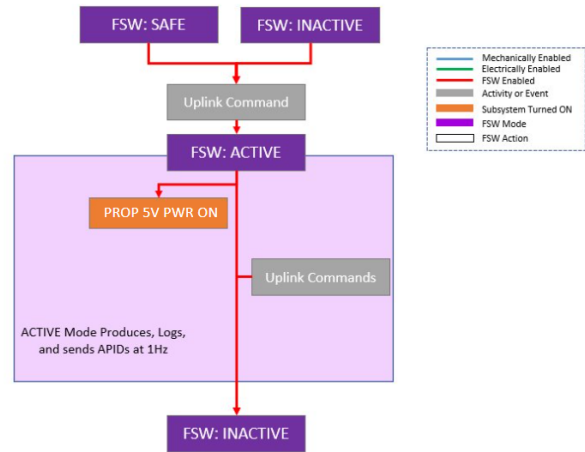 FSW: SAFE
FSW: INACTIVE
Uplink Command
FSW: ACTIVE
PROP 5V PWR ON
Uplink Commands
ACTIVE Mode Produces, Logs,
and sends APIDs at 1Hz
FSW: INACTIVE
Mechanically Enabled
Electrically Enabled
FSW Enabled
Activity or Event
Subsystem Turned ON
FSW Mode
FSW Action